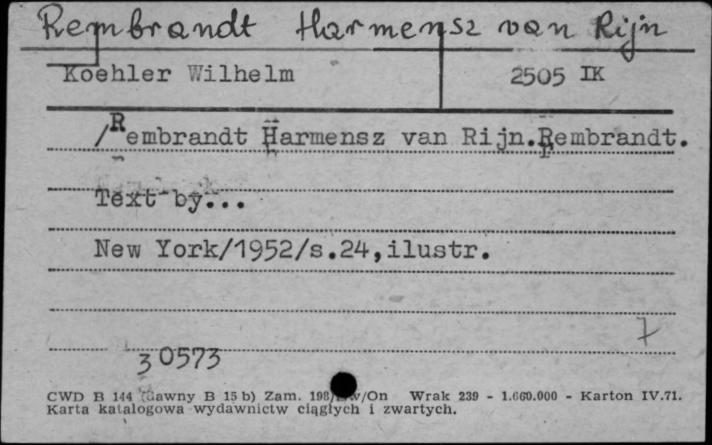 Rembrandt Harmensz van Rijn
Koehler Wilhelm 2505 IK
/Rembrandt Harmensz van Rijn.Rembrandt.
Text by...
New York/1952/s.24,ilustr.
7
30573
CWD B 144 (dawny B 15 b) Zam. /On Wrak 239 - 1.660.000 - Karton IV.71.
Karta katalogowa wydawnictw ciągłych i zwartych.